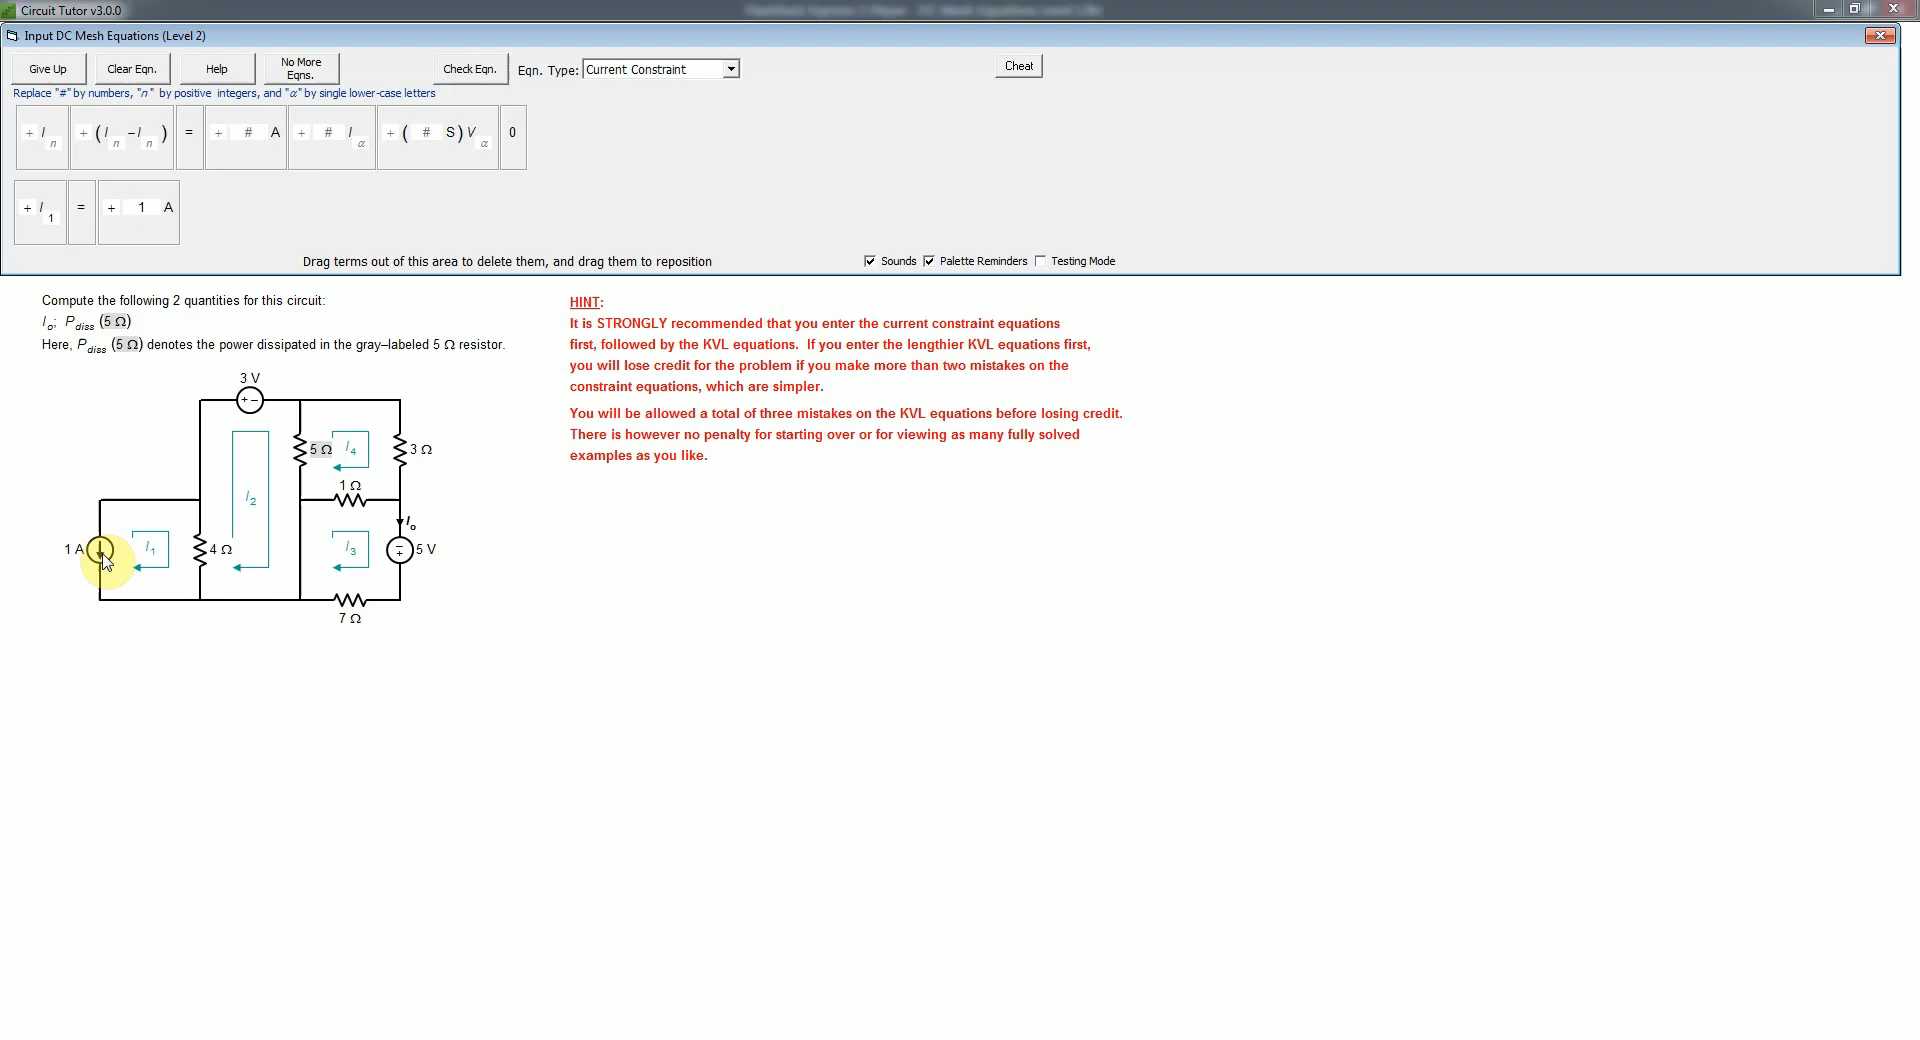 Circuit Tutor v3.0.0
Input DC Mesh Equations (Level 2)
Give Up
Clear Eqn.
Help
No More Eqns.
Check Eqn.
Eqn. Type: Current Constraint
Cheat
Replace "#" by numbers, "n" by positive integers, and "α" by single lower-case letters
+ I n + ( I n − I n ) = + # A + # I α + ( # S ) V α 0
+ I 1 = + 1 A
Drag terms out of this area to delete them, and drag them to reposition
Sounds
Palette Reminders
Testing Mode
Compute the following 2 quantities for this circuit:
Io; Pdiss (5 Ω)
Here, Pdiss (5 Ω) denotes the power dissipated in the gray–labeled 5 Ω resistor.
HINT:
It is STRONGLY recommended that you enter the current constraint equations
first, followed by the KVL equations. If you enter the lengthier KVL equations first,
you will lose credit for the problem if you make more than two mistakes on the
constraint equations, which are simpler.
You will be allowed a total of three mistakes on the KVL equations before losing credit.
There is however no penalty for starting over or for viewing as many fully solved
examples as you like.
3 V
+ −
5 Ω
I4
3 Ω
1 Ω
I2
Io
1 A
I1
4 Ω
I3
− +
5 V
7 Ω